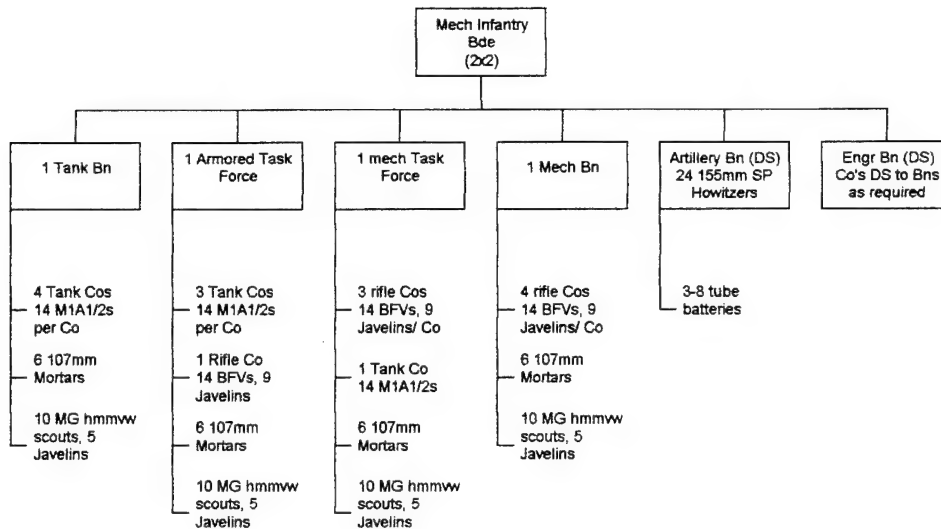 Mech Infantry
Bde
(2x2)
1 Tank Bn
4 Tank Cos
14 M1A1/2s
per Co
6 107mm
Mortars
10 MG hmmvw
scouts, 5
Javelins
1 Armored Task
Force
3 Tank Cos
14 M1A1/2s
per Co
1 Rifle Co
14 BFVs, 9
Javelins
6 107mm
Mortars
10 MG hmmvw
scouts, 5
Javelins
1 mech Task
Force
3 rifle Cos
14 BFVs, 9
Javelins/ Co
1 Tank Co
14 M1A1/2s
6 107mm
Mortars
10 MG hmmvw
scouts, 5
Javelins
1 Mech Bn
4 rifle Cos
14 BFVs, 9
Javelins/ Co
6 107mm
Mortars
10 MG hmmvw
scouts, 5
Javelins
Artillery Bn (DS)
24 155mm SP
Howitzers
3-8 tube
batteries
Engr Bn (DS)
Co's DS to Bns
as required